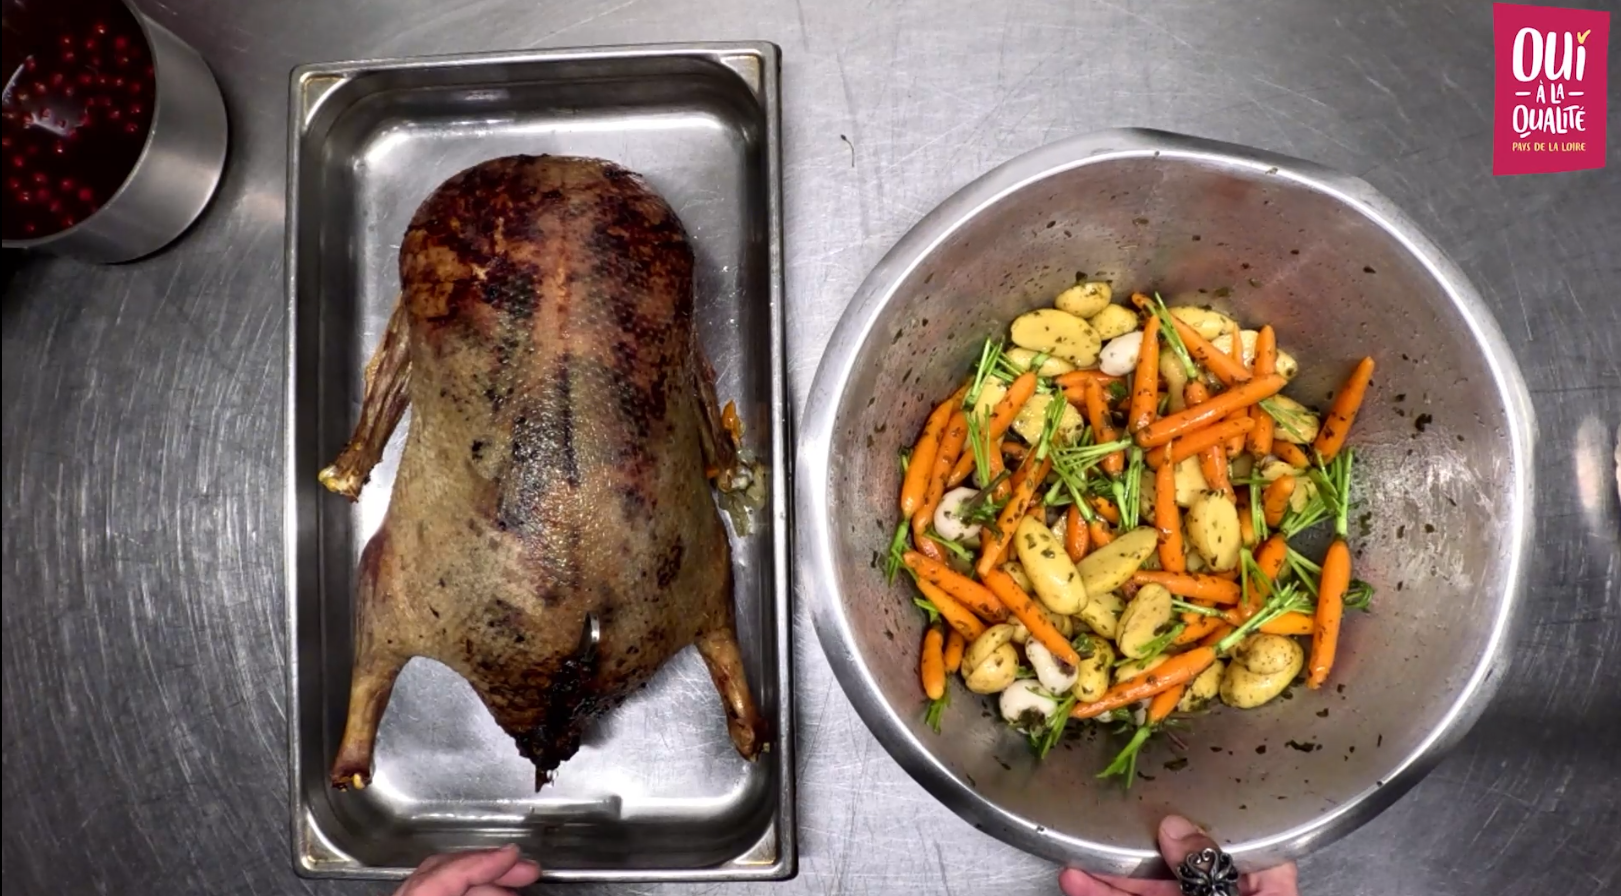 OUi
À LA
QUALiTÉ
PAYS DE LA LOIRE